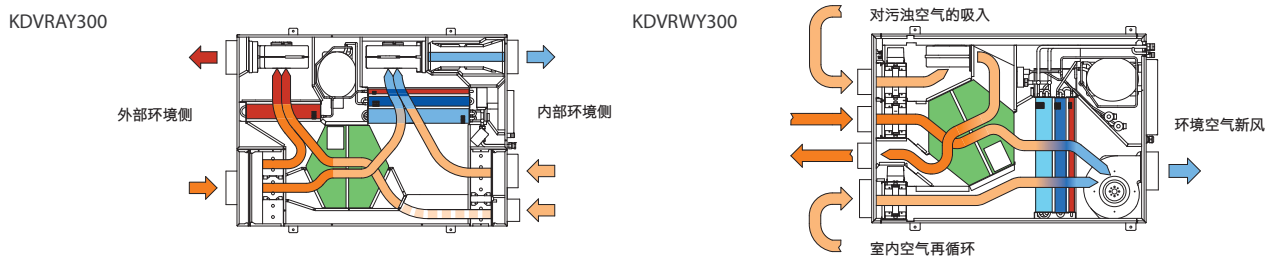 KDVRAY300
外部环境侧
内部环境侧
KDVRWY300
对污浊空气的吸入
环境空气新风
室内空气再循环